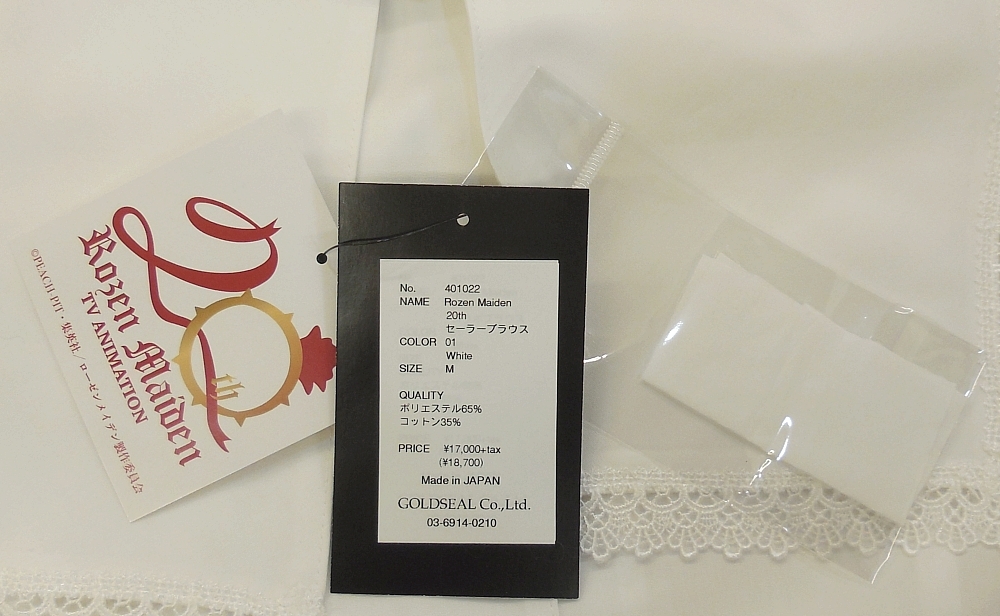 20th
Rozen Maiden
TV ANIMATION
©PEACH-PIT・集英社/ローゼンメイデン製作委員会
No. 401022
NAME Rozen Maiden
20th
セーラーブラウス
COLOR 01
White
SIZE M
QUALITY
ポリエステル65%
コットン35%
PRICE ¥17,000+tax
(¥18,700)
Made in JAPAN
GOLDSEAL Co.,Ltd.
03-6914-0210